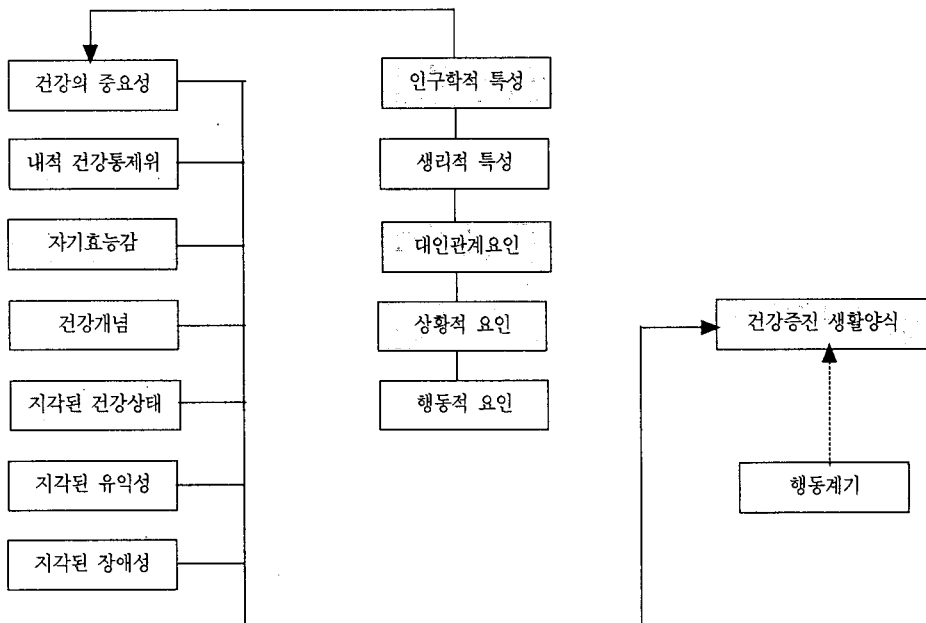 건강의 중요성
내적 건강통제위
자기효능감
건강개념
지각된 건강상태
지각된 유익성
지각된 장애성
인구학적 특성
생리적 특성
대인관계요인
상황적 요인
행동적 요인
건강증진 생활양식
행동계기